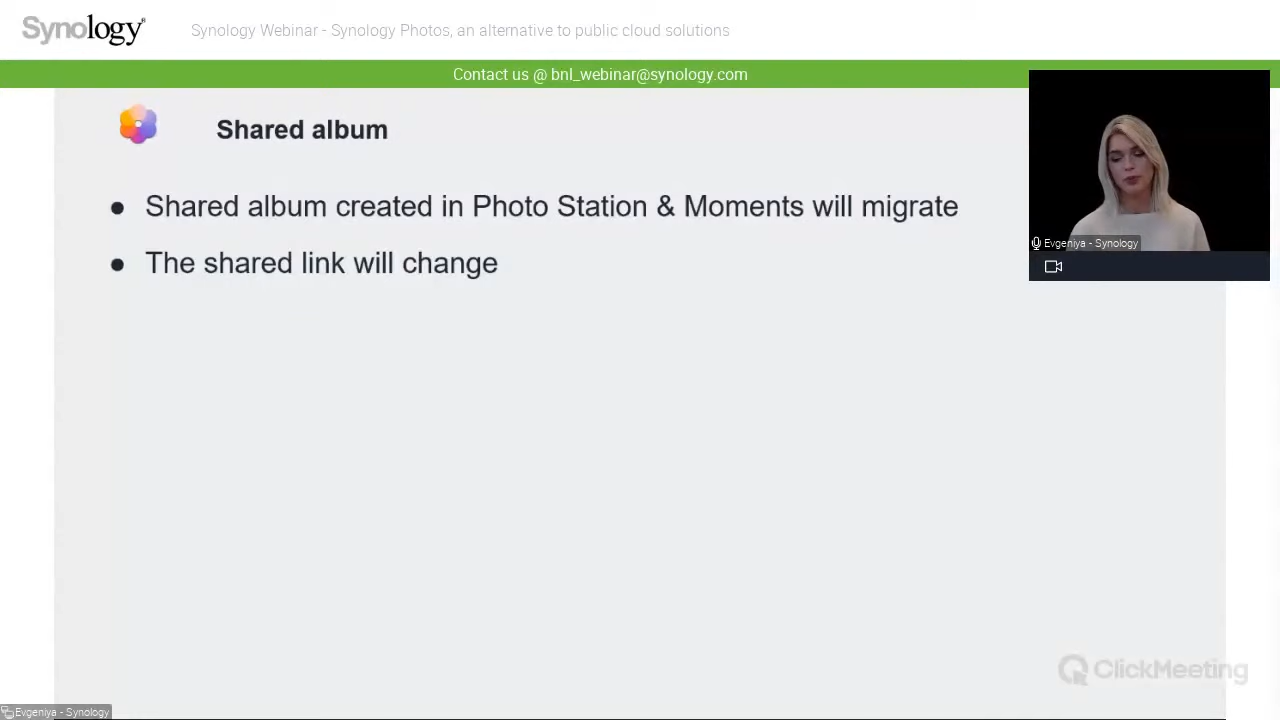 Synology®
Synology Webinar - Synology Photos, an alternative to public cloud solutions
Contact us @ bnl_webinar@synology.com
Shared album
● Shared album created in Photo Station & Moments will migrate
● The shared link will change
Evgeniya - Synology
ClickMeeting
Evgeniya - Synology